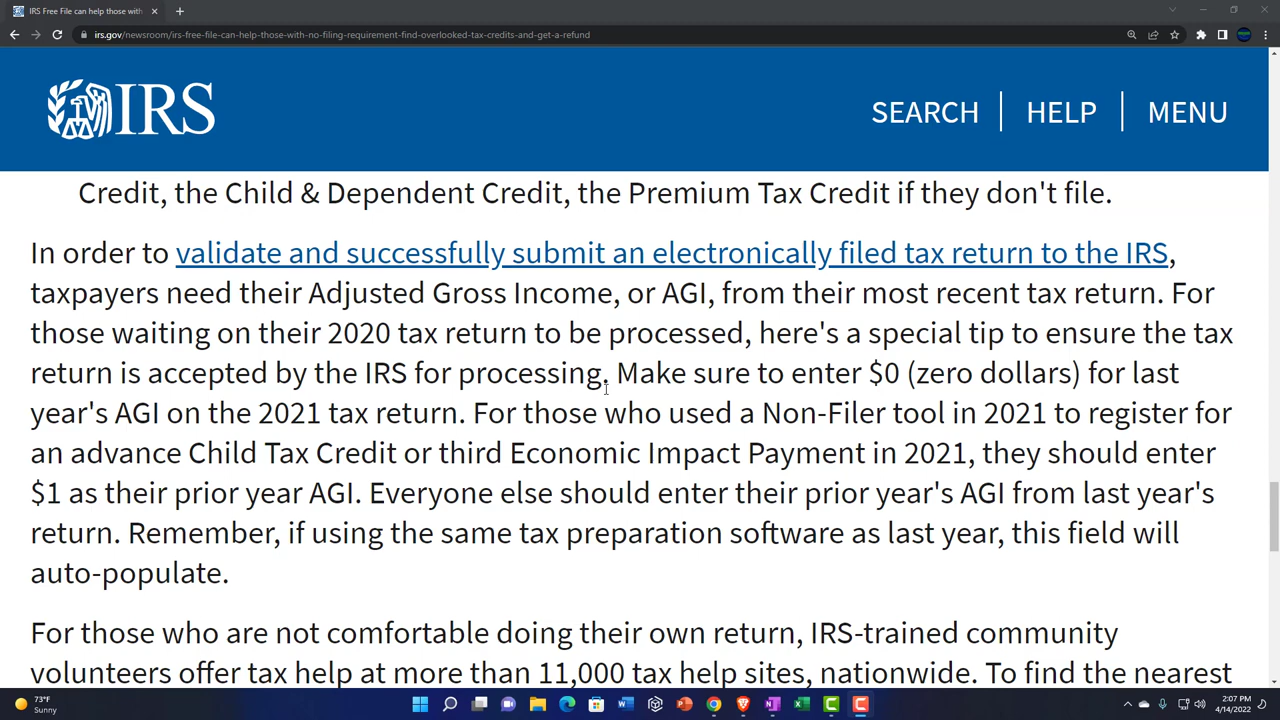 IRS Free File can help those with
irs.gov/newsroom/irs-free-file-can-help-those-with-no-filing-requirement-find-overlooked-tax-credits-and-get-a-refund
IRS
SEARCH
HELP
MENU
Credit, the Child & Dependent Credit, the Premium Tax Credit if they don't file.
In order to validate and successfully submit an electronically filed tax return to the IRS,
taxpayers need their Adjusted Gross Income, or AGI, from their most recent tax return. For
those waiting on their 2020 tax return to be processed, here's a special tip to ensure the tax
return is accepted by the IRS for processing. Make sure to enter $0 (zero dollars) for last
year's AGI on the 2021 tax return. For those who used a Non-Filer tool in 2021 to register for
an advance Child Tax Credit or third Economic Impact Payment in 2021, they should enter
$1 as their prior year AGI. Everyone else should enter their prior year's AGI from last year's
return. Remember, if using the same tax preparation software as last year, this field will
auto-populate.
For those who are not comfortable doing their own return, IRS-trained community
volunteers offer tax help at more than 11,000 tax help sites, nationwide. To find the nearest
73°F
Sunny
2:07 PM
4/14/2022